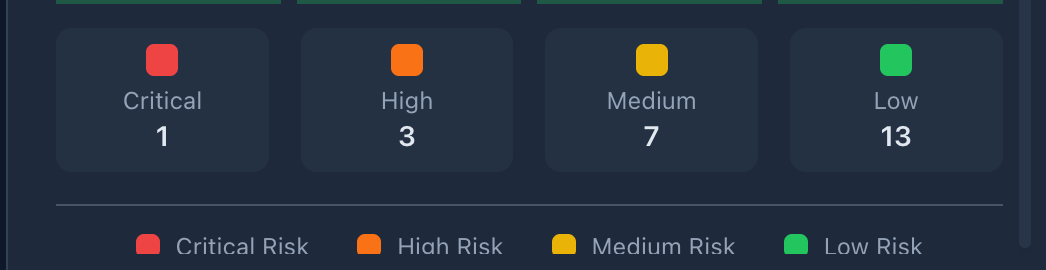 Critical High Medium Low
1 3 7 13
Critical Risk High Risk Medium Risk Low Risk